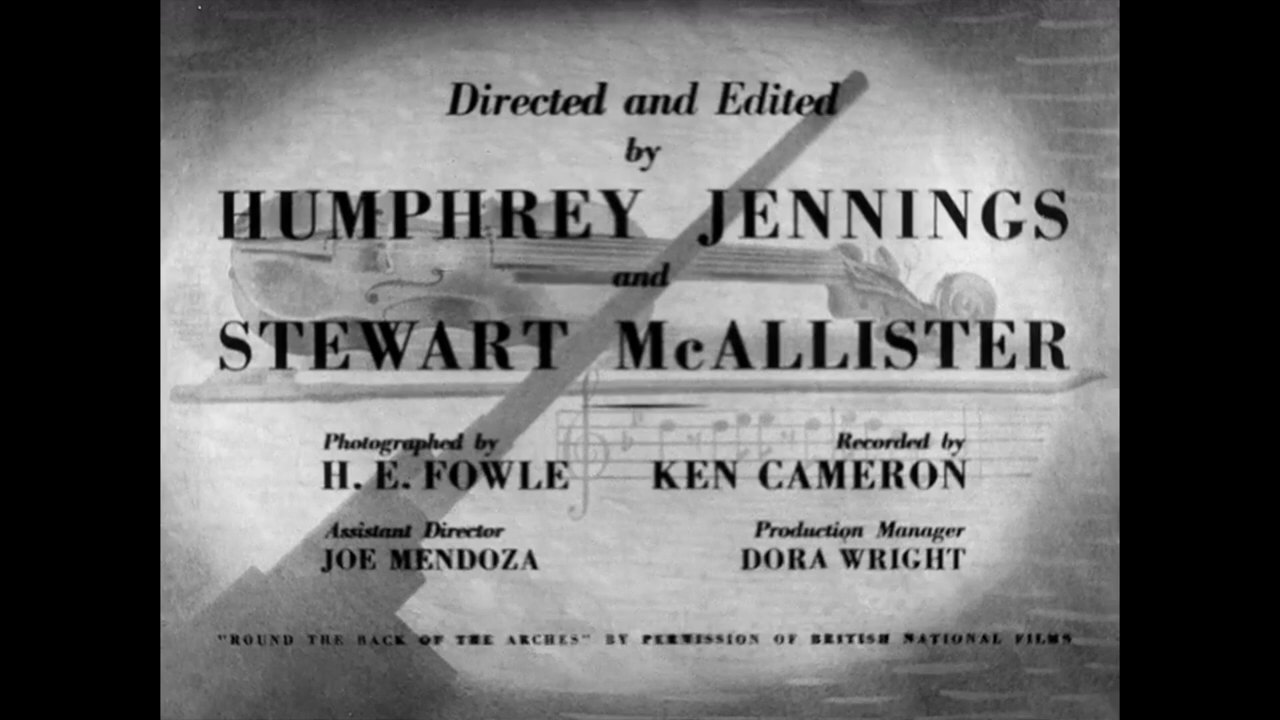 Directed and Edited
by
HUMPHREY JENNINGS
and
STEWART McALLISTER
Photographed by
H. E. FOWLE
Recorded by
KEN CAMERON
Assistant Director
JOE MENDOZA
Production Manager
DORA WRIGHT
"ROUND THE BACK OF THE ARCHES" BY PERMISSION OF BRITISH NATIONAL FILMS